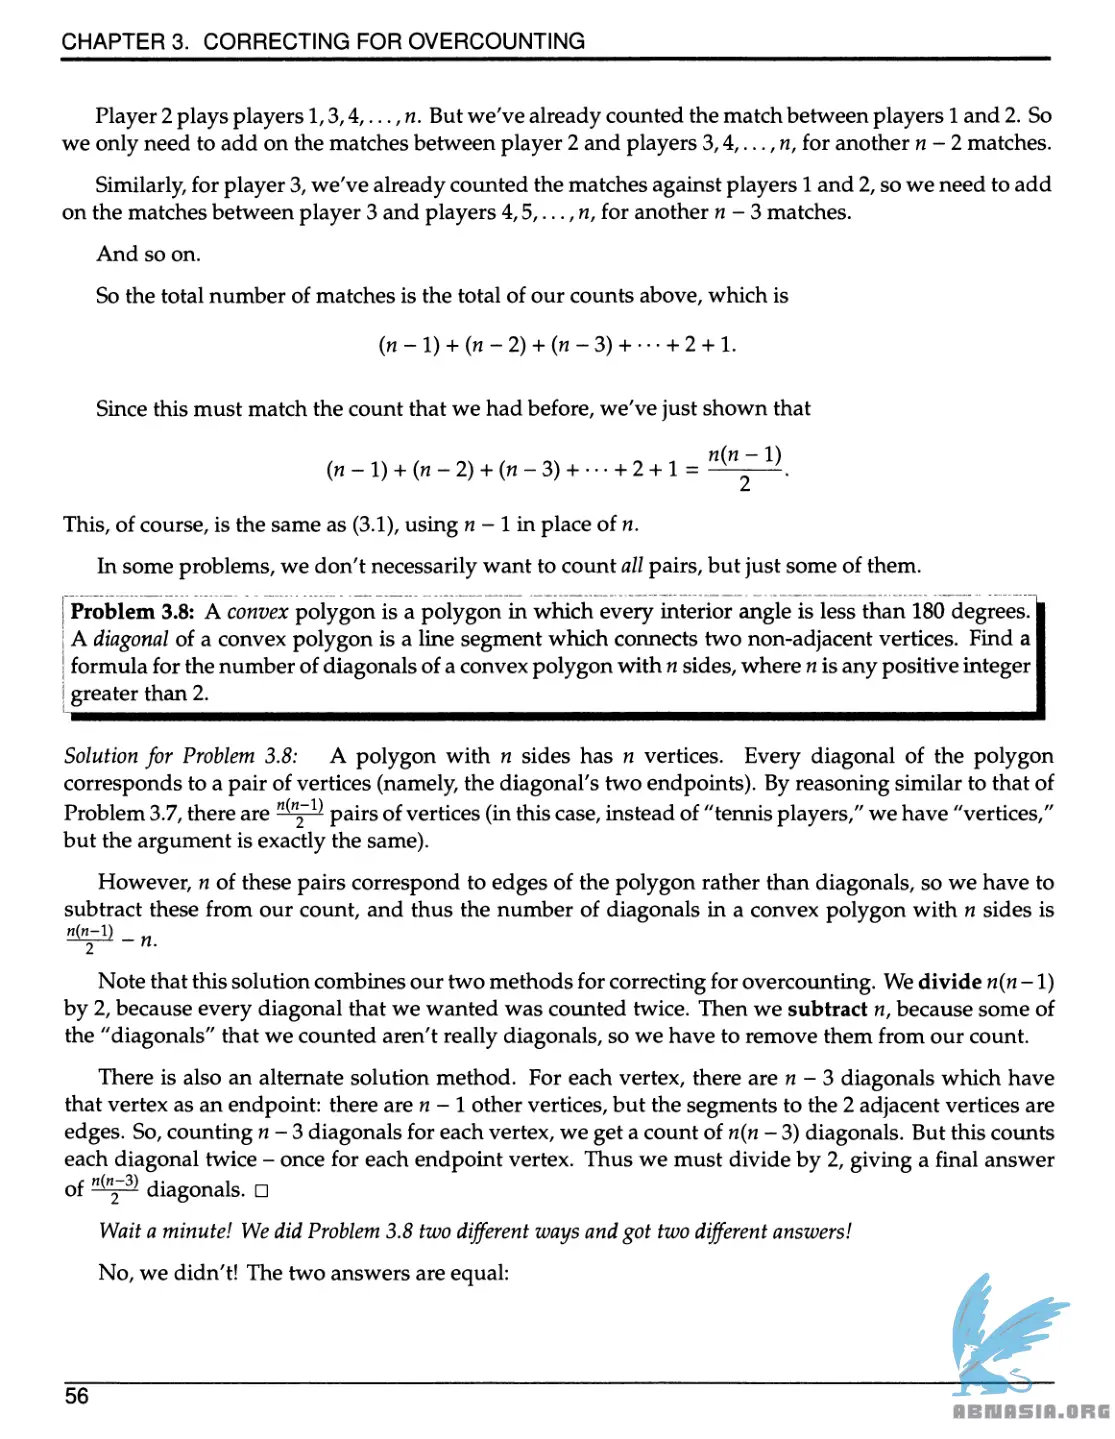 CHAPTER 3. CORRECTING FOR OVERCOUNTING
Player 2 plays players 1, 3, 4, . . . , n. But we've already counted the match between players 1 and 2. So
we only need to add on the matches between player 2 and players 3, 4, . . . , n, for another n − 2 matches.
Similarly, for player 3, we've already counted the matches against players 1 and 2, so we need to add
on the matches between player 3 and players 4, 5, . . . , n, for another n − 3 matches.
And so on.
So the total number of matches is the total of our counts above, which is
(n − 1) + (n − 2) + (n − 3) + · · · + 2 + 1.
Since this must match the count that we had before, we've just shown that
(n − 1) + (n − 2) + (n − 3) + · · · + 2 + 1 = n(n − 1)/2.
This, of course, is the same as (3.1), using n − 1 in place of n.
In some problems, we don't necessarily want to count all pairs, but just some of them.
Problem 3.8: A convex polygon is a polygon in which every interior angle is less than 180 degrees.
A diagonal of a convex polygon is a line segment which connects two non-adjacent vertices. Find a
formula for the number of diagonals of a convex polygon with n sides, where n is any positive integer
greater than 2.
Solution for Problem 3.8: A polygon with n sides has n vertices. Every diagonal of the polygon
corresponds to a pair of vertices (namely, the diagonal's two endpoints). By reasoning similar to that of
Problem 3.7, there are n(n−1)/2 pairs of vertices (in this case, instead of "tennis players," we have "vertices,"
but the argument is exactly the same).
However, n of these pairs correspond to edges of the polygon rather than diagonals, so we have to
subtract these from our count, and thus the number of diagonals in a convex polygon with n sides is
n(n−1)/2 − n.
Note that this solution combines our two methods for correcting for overcounting. We divide n(n − 1)
by 2, because every diagonal that we wanted was counted twice. Then we subtract n, because some of
the "diagonals" that we counted aren't really diagonals, so we have to remove them from our count.
There is also an alternate solution method. For each vertex, there are n − 3 diagonals which have
that vertex as an endpoint: there are n − 1 other vertices, but the segments to the 2 adjacent vertices are
edges. So, counting n − 3 diagonals for each vertex, we get a count of n(n − 3) diagonals. But this counts
each diagonal twice – once for each endpoint vertex. Thus we must divide by 2, giving a final answer
of n(n−3)/2 diagonals. □
Wait a minute! We did Problem 3.8 two different ways and got two different answers!
No, we didn't! The two answers are equal:
56
ABNASIA.ORG